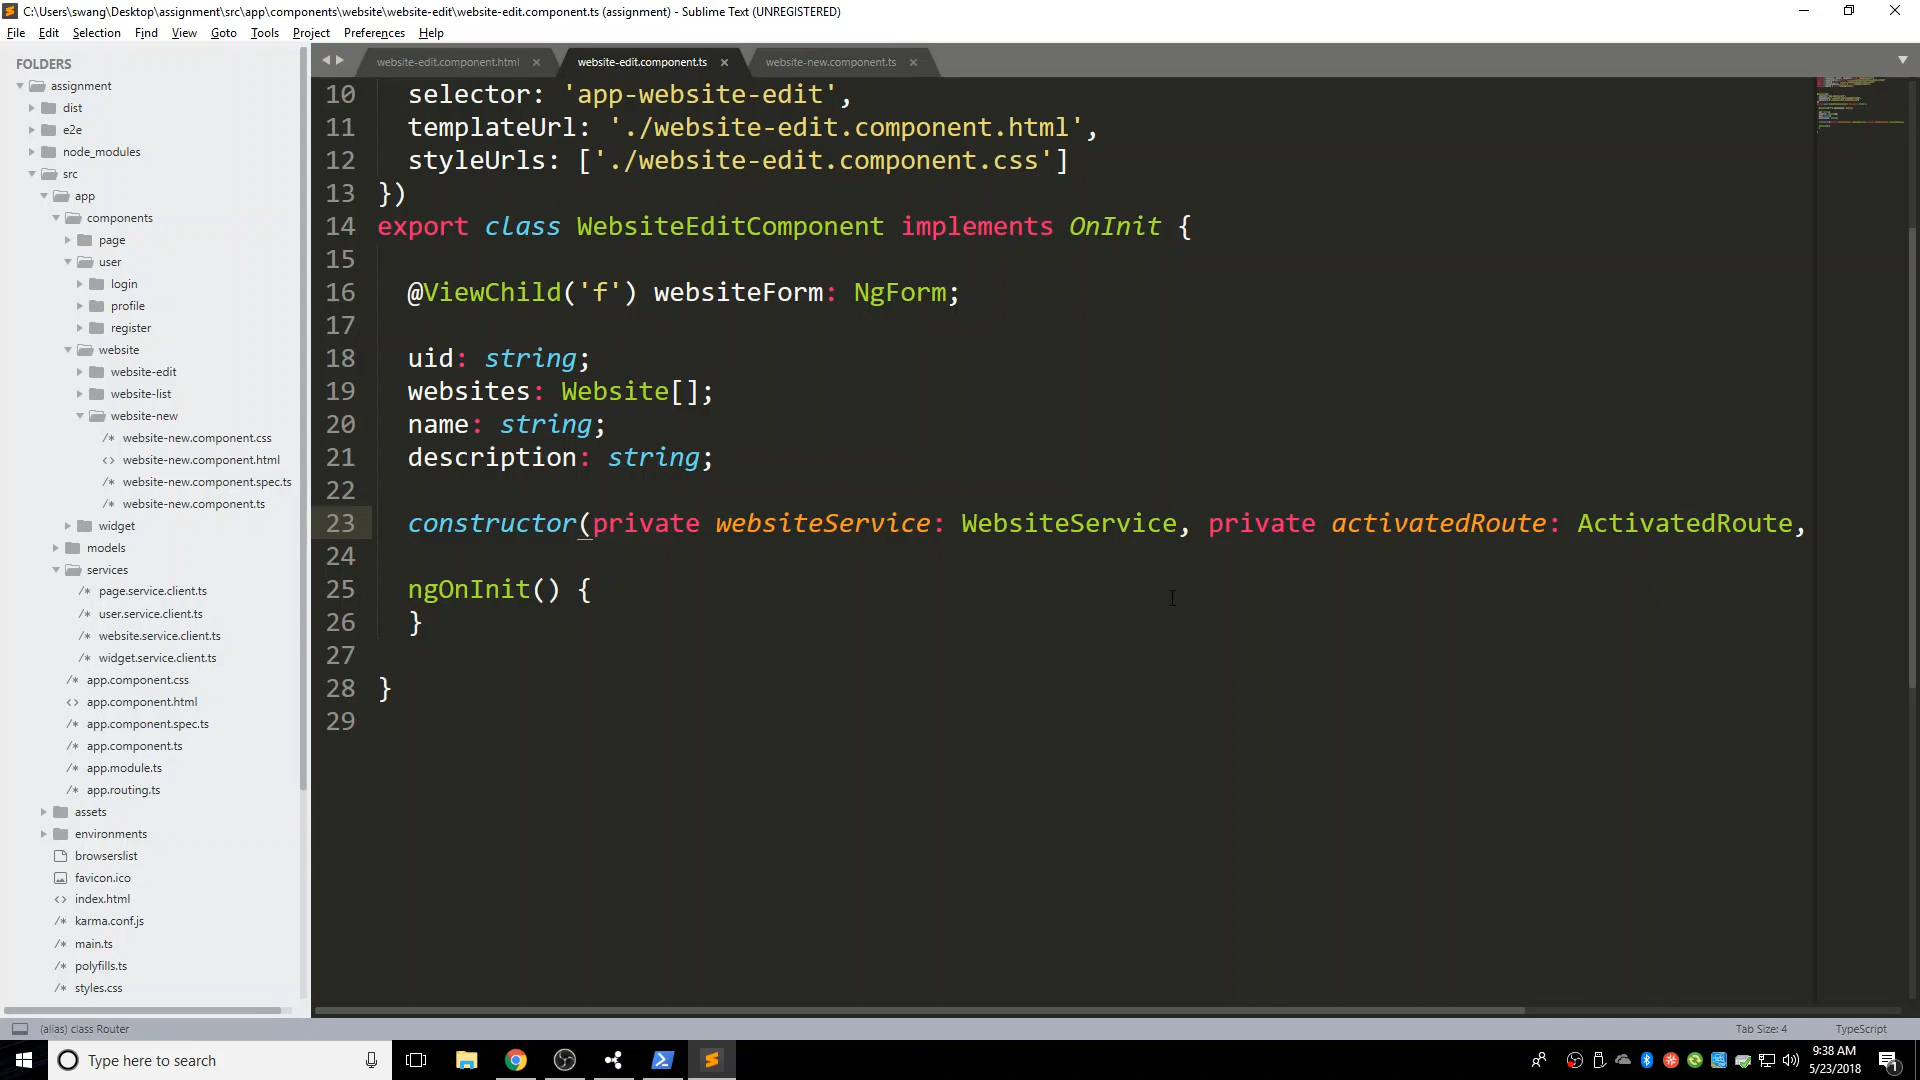 C:\Users\swang\Desktop\assignment\src\app\components\website\website-edit\website-edit.component.ts (assignment) - Sublime Text (UNREGISTERED)
File Edit Selection Find View Goto Tools Project Preferences Help
FOLDERS
assignment
dist
e2e
node_modules
src
app
components
page
user
login
profile
register
website
website-edit
website-list
website-new
website-new.component.css
website-new.component.html
website-new.component.spec.ts
website-new.component.ts
widget
models
services
page.service.client.ts
user.service.client.ts
website.service.client.ts
widget.service.client.ts
app.component.css
app.component.html
app.component.spec.ts
app.component.ts
app.module.ts
app.routing.ts
assets
environments
browserslist
favicon.ico
index.html
karma.conf.js
main.ts
polyfills.ts
styles.css
website-edit.component.html website-edit.component.ts website-new.component.ts
10 selector: 'app-website-edit',
11 templateUrl: './website-edit.component.html',
12 styleUrls: ['./website-edit.component.css']
13 })
14 export class WebsiteEditComponent implements OnInit {
15
16 @ViewChild('f') websiteForm: NgForm;
17
18 uid: string;
19 websites: Website[];
20 name: string;
21 description: string;
22
23 constructor(private websiteService: WebsiteService, private activatedRoute: ActivatedRoute,
24
25 ngOnInit() {
26 }
27
28 }
29
(alias) class Router Tab Size: 4 TypeScript
Type here to search
9:38 AM
5/23/2018
1